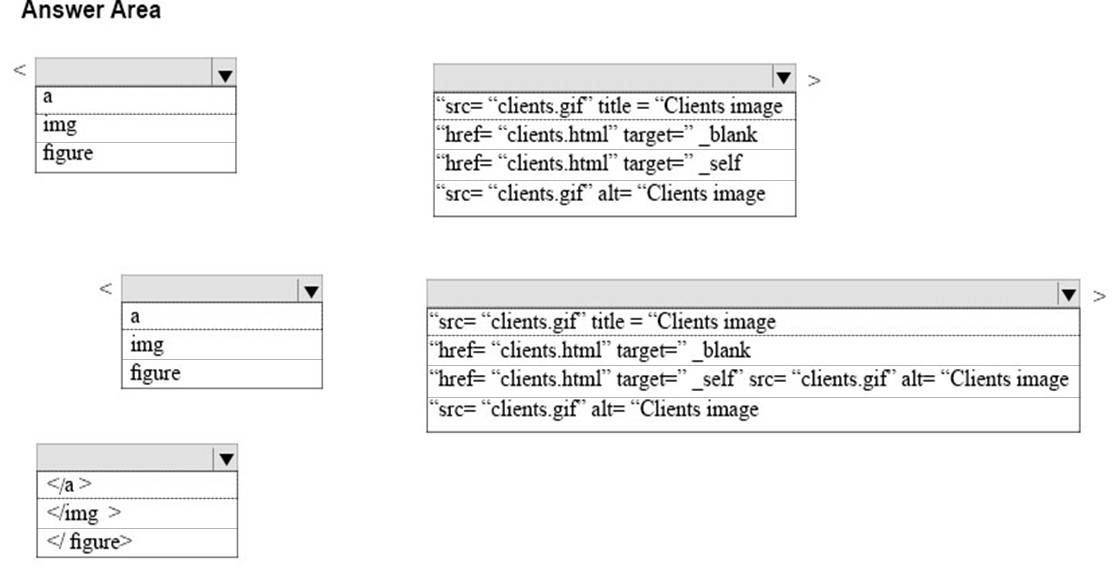 Answer Area
<
a
img
figure
“src= “clients.gif” title = “Clients image
“href= “clients.html” target=” _blank
“href= “clients.html” target=” _self
“src= “clients.gif” alt= “Clients image
>
<
a
img
figure
“src= “clients.gif” title = “Clients image
“href= “clients.html” target=” _blank
“href= “clients.html” target=” _self” src= “clients.gif” alt= “Clients image
“src= “clients.gif” alt= “Clients image
>
</a >
</img >
</ figure>